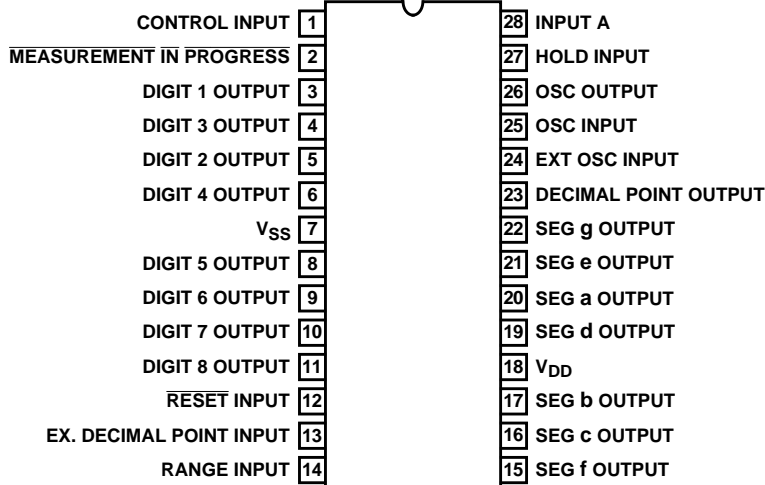 CONTROL INPUT 1 28 INPUT A
MEASUREMENT IN PROGRESS 2 27 HOLD INPUT
DIGIT 1 OUTPUT 3 26 OSC OUTPUT
DIGIT 3 OUTPUT 4 25 OSC INPUT
DIGIT 2 OUTPUT 5 24 EXT OSC INPUT
DIGIT 4 OUTPUT 6 23 DECIMAL POINT OUTPUT
VSS 7 22 SEG g OUTPUT
DIGIT 5 OUTPUT 8 21 SEG e OUTPUT
DIGIT 6 OUTPUT 9 20 SEG a OUTPUT
DIGIT 7 OUTPUT 10 19 SEG d OUTPUT
DIGIT 8 OUTPUT 11 18 VDD
RESET INPUT 12 17 SEG b OUTPUT
EX. DECIMAL POINT INPUT 13 16 SEG c OUTPUT
RANGE INPUT 14 15 SEG f OUTPUT